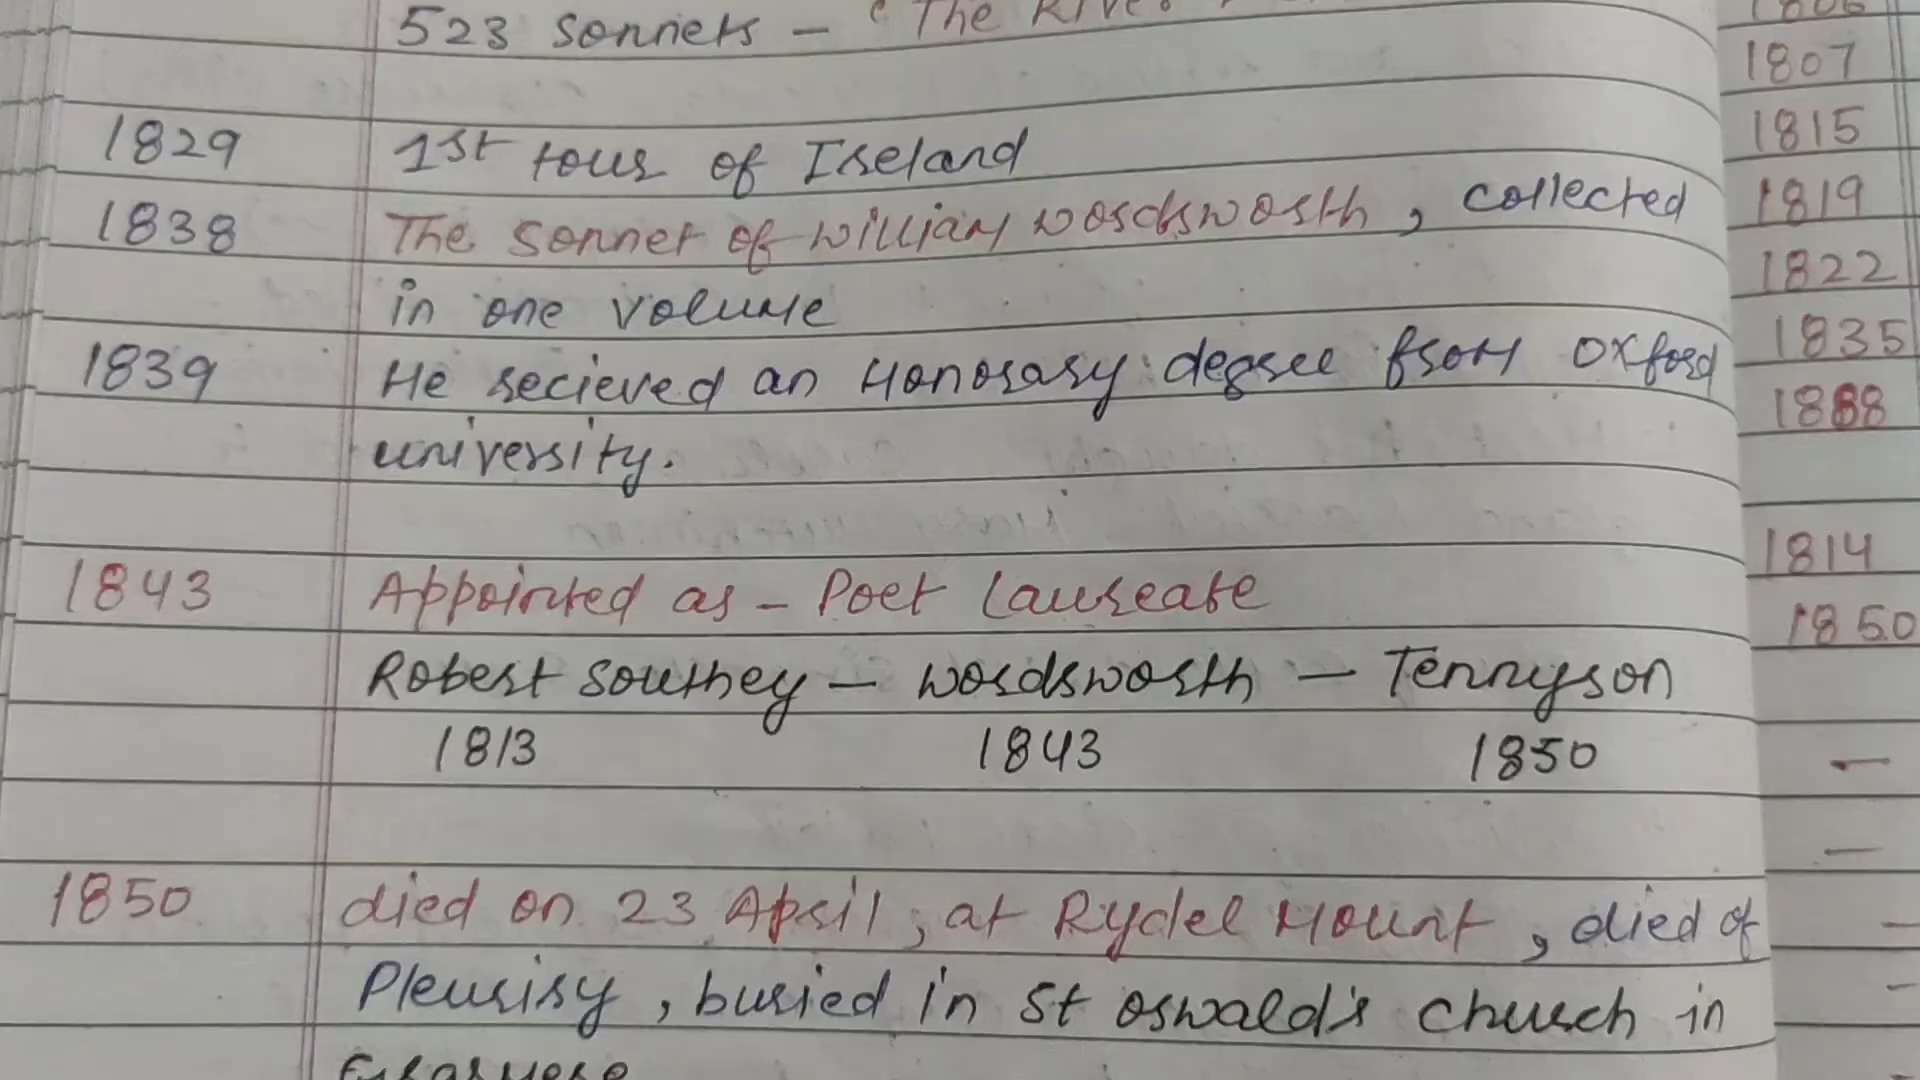 523 Sonnets - "The River
1829 1st tour of Ireland
1838 The Sonnet of William Wordsworth, collected
in one volume
1839 He recieved an Honorary degree from Oxford
university.
1843 Appointed as - Poet Laureate
Robert Southey - Wordsworth - Tennyson
1813 1843 1850
1850 died on 23 April, at Rydel Mount, died of
Pleurisy, buried in St Oswald's church in
1806
1807
1815
1819
1822
1835
1888
1814
1850